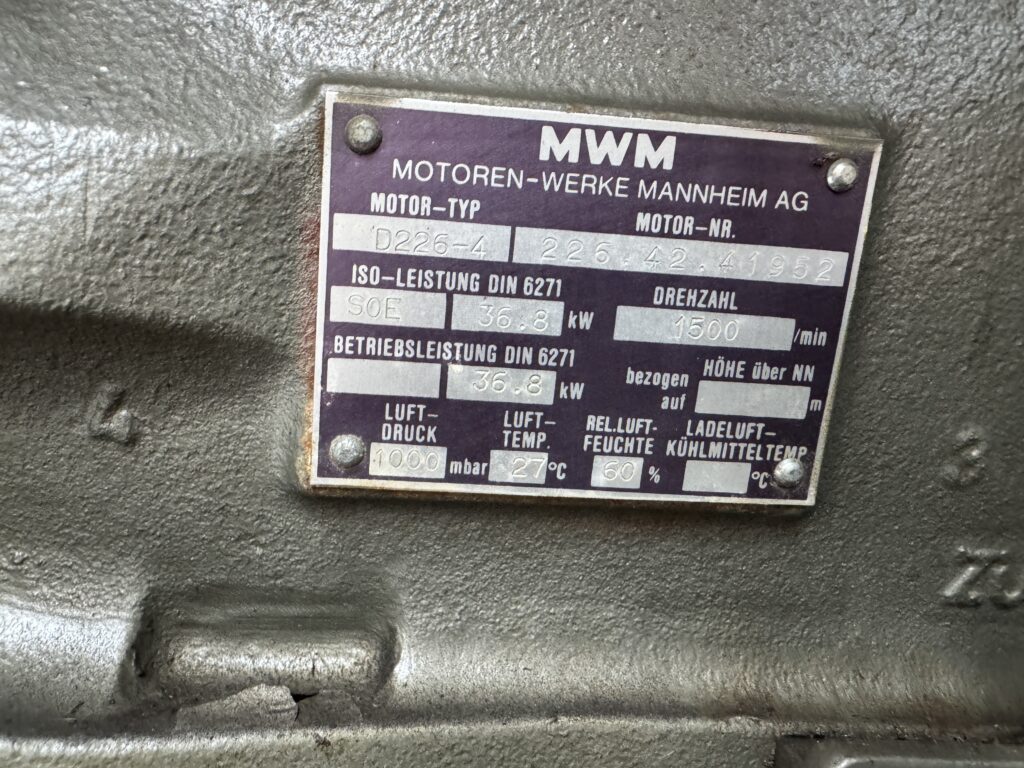 MWM
MOTOREN-WERKE MANNHEIM AG
MOTOR-TYP MOTOR-NR.
D226-4 226.42.41952
ISO-LEISTUNG DIN 6271 DREHZAHL
SOE 36.8 kW 1500 /min
BETRIEBSLEISTUNG DIN 6271 bezogen auf HÖHE über NN
36.8 kW m
LUFT-DRUCK LUFT-TEMP. REL.LUFT-FEUCHTE LADELUFT-KÜHLMITTELTEMP
1000 mbar 27 °C 60 % °C
4
3